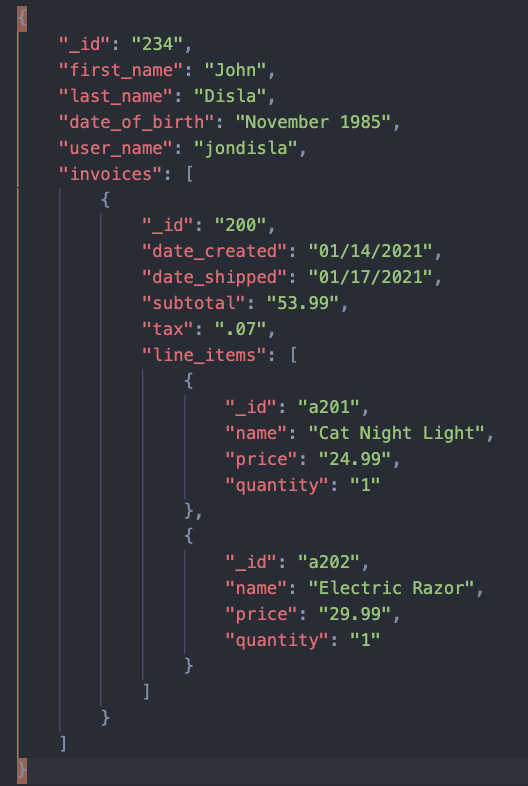 {
    "_id": "234",
    "first_name": "John",
    "last_name": "Disla",
    "date_of_birth": "November 1985",
    "user_name": "jondisla",
    "invoices": [
        {
            "_id": "200",
            "date_created": "01/14/2021",
            "date_shipped": "01/17/2021",
            "subtotal": "53.99",
            "tax": ".07",
            "line_items": [
                {
                    "_id": "a201",
                    "name": "Cat Night Light",
                    "price": "24.99",
                    "quantity": "1"
                },
                {
                    "_id": "a202",
                    "name": "Electric Razor",
                    "price": "29.99",
                    "quantity": "1"
                }
            ]
        }
    ]
}